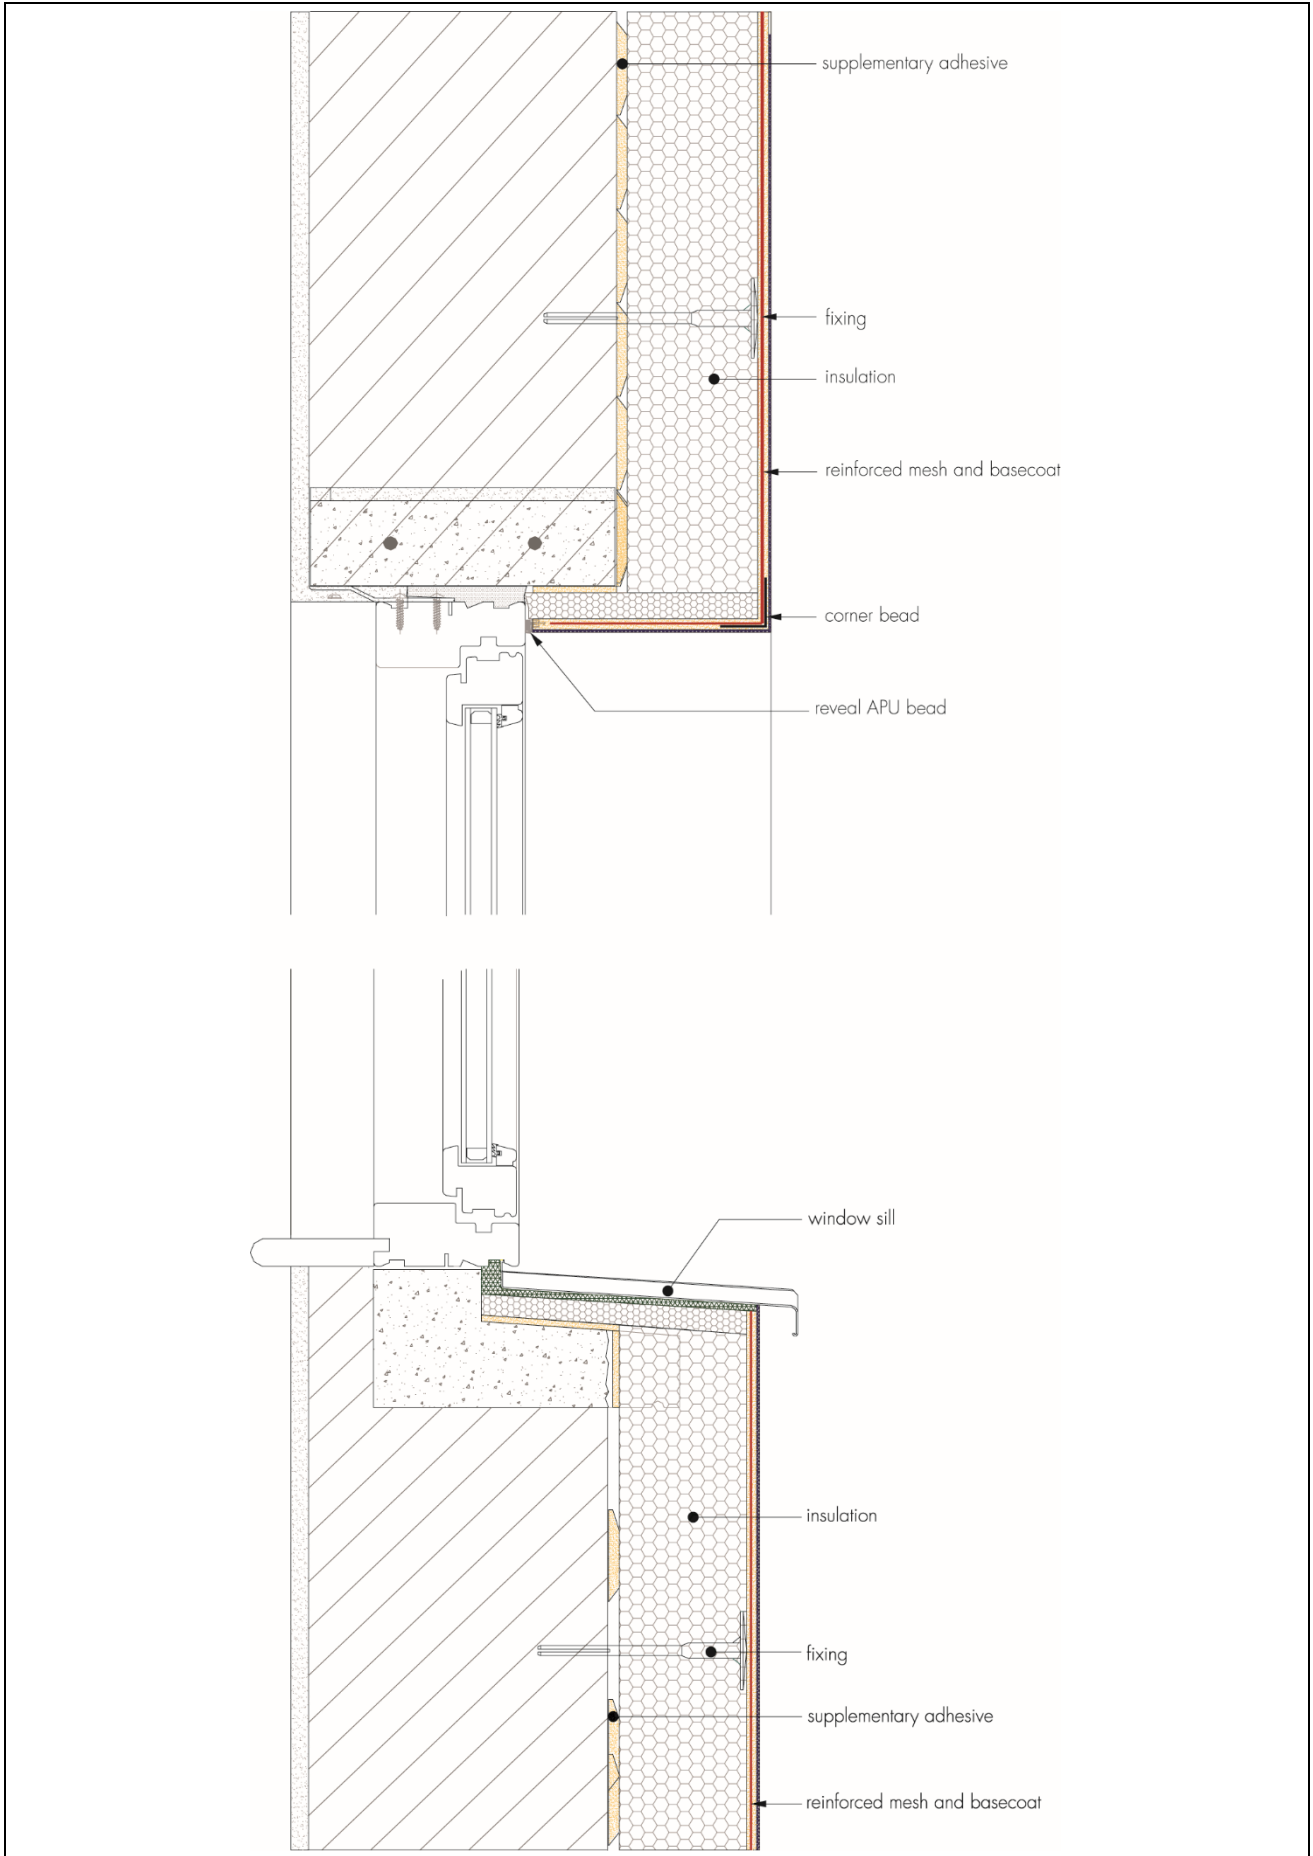 supplementary adhesive
fixing
insulation
reinforced mesh and basecoat
corner bead
reveal APU bead
window sill
insulation
fixing
supplementary adhesive
reinforced mesh and basecoat